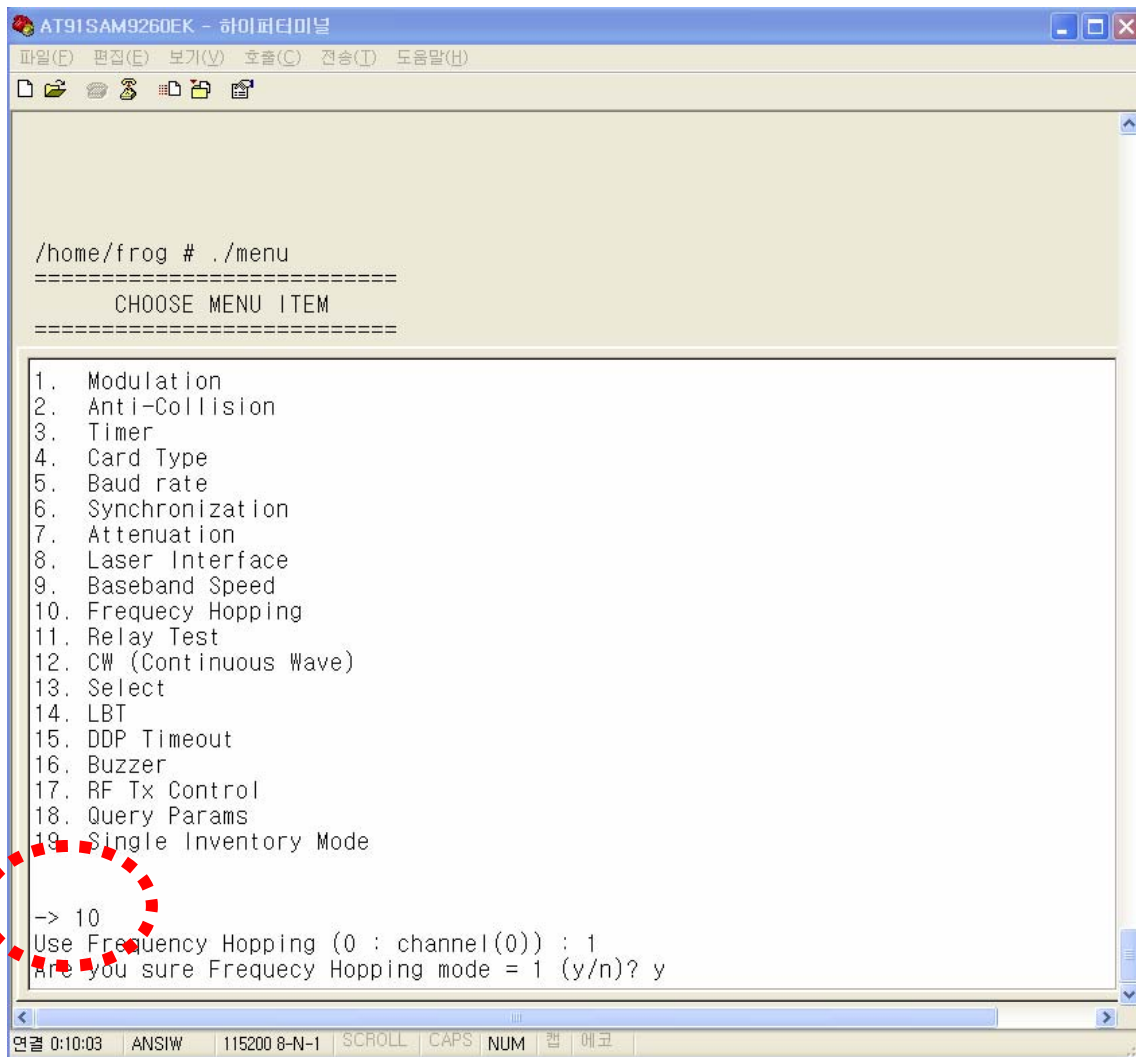 AT91SAM9260EK - 하이퍼터미널
파일(F) 편집(E) 보기(V) 호출(C) 전송(T) 도움말(H)
/home/frog # ./menu
===========================
CHOOSE MENU ITEM
===========================
1. Modulation
2. Anti-Collision
3. Timer
4. Card Type
5. Baud rate
6. Synchronization
7. Attenuation
8. Laser Interface
9. Baseband Speed
10. Frequecy Hopping
11. Relay Test
12. CW (Continuous Wave)
13. Select
14. LBT
15. DDP Timeout
16. Buzzer
17. RF Tx Control
18. Query Params
19. Single Inventory Mode
-> 10
Use Frequency Hopping (0 : channel(0)) : 1
Are you sure Frequecy Hopping mode = 1 (y/n)? y
연결 0:10:03 ANSIW 115200 8-N-1 SCROLL CAPS NUM 캡 에코